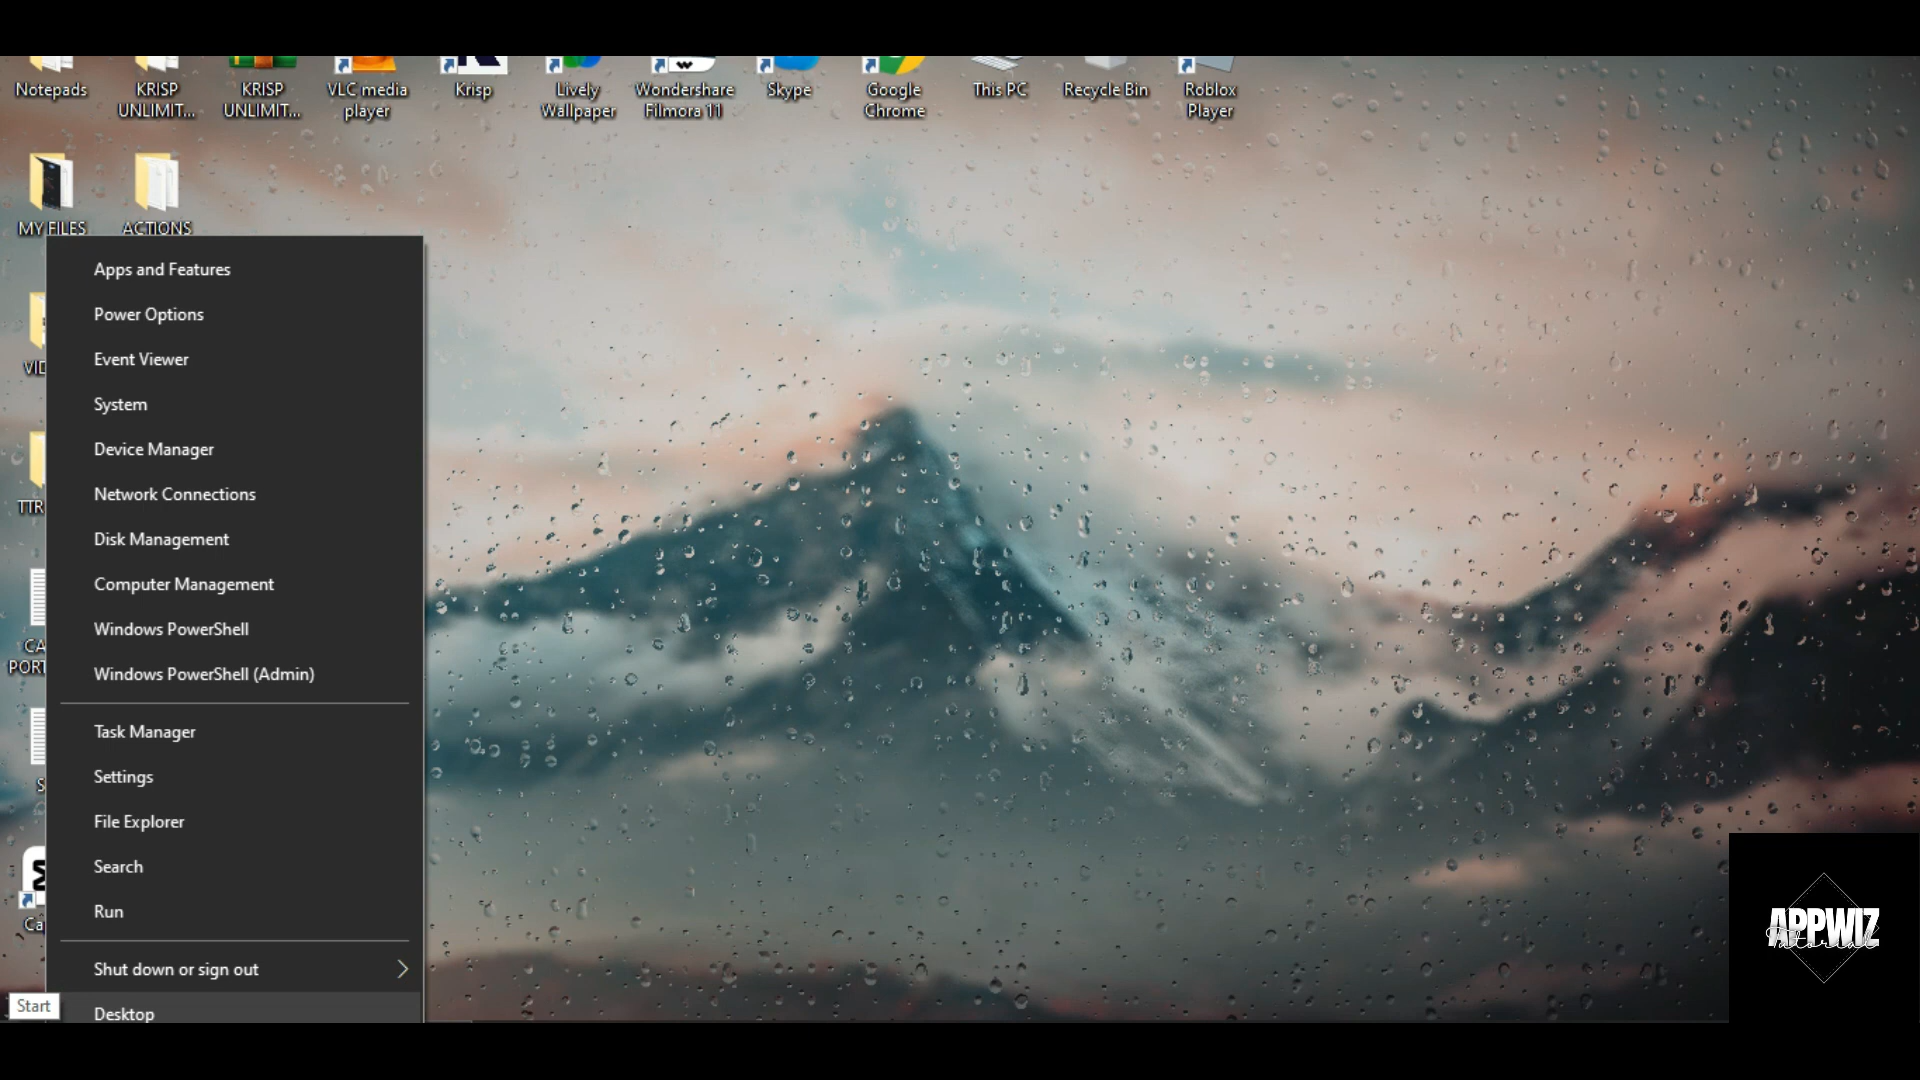 Notepads
KRISP
UNLIMIT...
KRISP
UNLIMIT...
VLC media
player
Krisp
Lively
Wallpaper
Wondershare
Filmora 11
Skype
Google
Chrome
This PC
Recycle Bin
Roblox
Player
MY FILES
ACTIONS
Apps and Features
Power Options
Event Viewer
System
Device Manager
Network Connections
Disk Management
Computer Management
Windows PowerShell
Windows PowerShell (Admin)
Task Manager
Settings
File Explorer
Search
Run
Shut down or sign out
Desktop
Start
TTR
PORT
APPWIZ
Tutorial